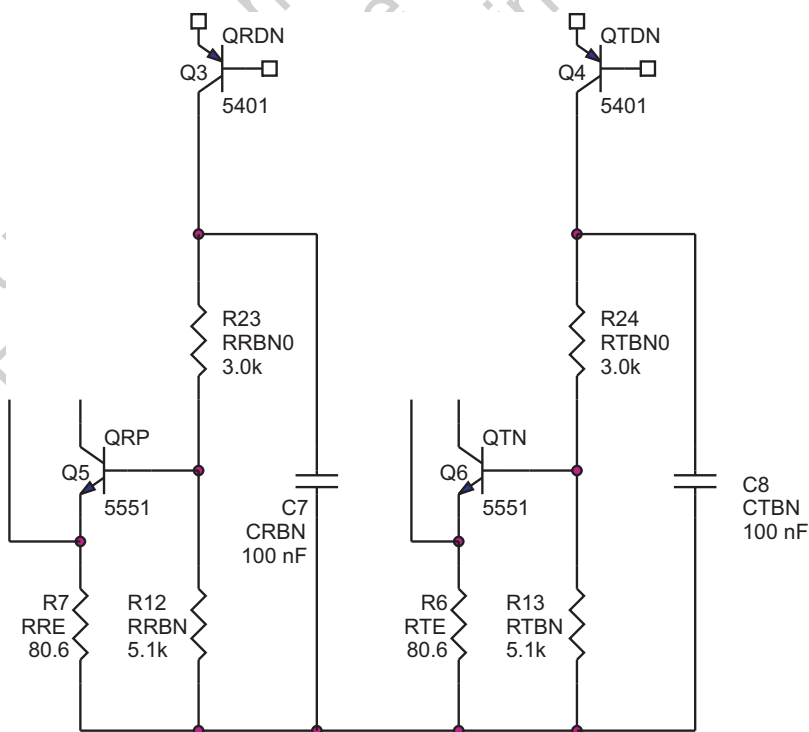 QRDN
Q3
5401
QTDN
Q4
5401
R23
RRBN0
3.0k
R24
RTBN0
3.0k
QRP
Q5
5551
QTN
Q6
5551
C7
CRBN
100 nF
C8
CTBN
100 nF
R7
RRE
80.6
R12
RRBN
5.1k
R6
RTE
80.6
R13
RTBN
5.1k